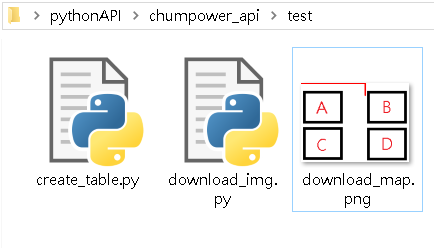 pythonAPI > chumpower_api > test
A B
C D
create_table.py
download_img.
py
download_map.
png